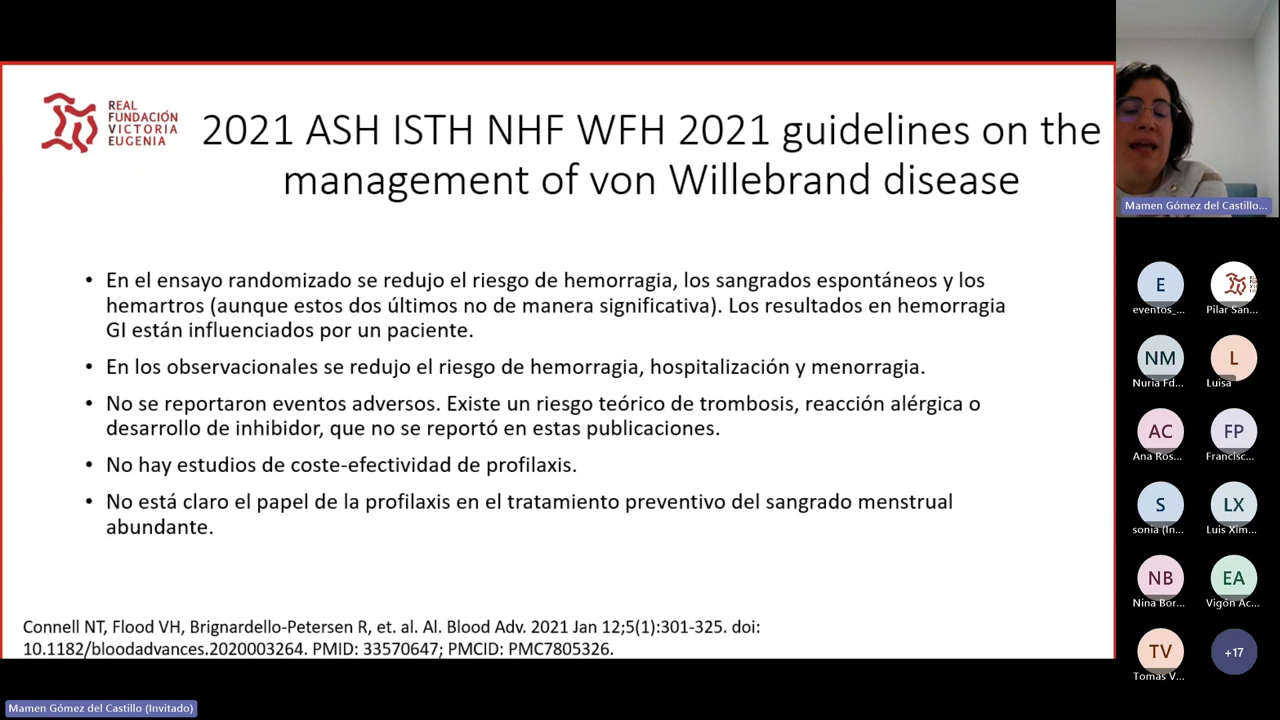 REAL
FUNDACIÓN
VICTORIA
EUGENIA
2021 ASH ISTH NHF WFH 2021 guidelines on the
management of von Willebrand disease
• En el ensayo randomizado se redujo el riesgo de hemorragia, los sangrados espontáneos y los
hemartros (aunque estos dos últimos no de manera significativa). Los resultados en hemorragia
GI están influenciados por un paciente.
• En los observacionales se redujo el riesgo de hemorragia, hospitalización y menorragia.
• No se reportaron eventos adversos. Existe un riesgo teórico de trombosis, reacción alérgica o
desarrollo de inhibidor, que no se reportó en estas publicaciones.
• No hay estudios de coste-efectividad de profilaxis.
• No está claro el papel de la profilaxis en el tratamiento preventivo del sangrado menstrual
abundante.
Connell NT, Flood VH, Brignardello-Petersen R, et. al. Al. Blood Adv. 2021 Jan 12;5(1):301-325. doi:
10.1182/bloodadvances.2020003264. PMID: 33570647; PMCID: PMC7805326.
Mamen Gómez del Castillo (Invitado)
Mamen Gómez del Castillo...
E
eventos_...
Pilar San...
NM
Nuria Fd...
L
Luisa
AC
Ana Ros...
FP
Francisc...
S
sonia (In...
LX
Luis Xim...
NB
Nina Bor...
EA
Vigón Ac...
TV
Tomas V...
+17